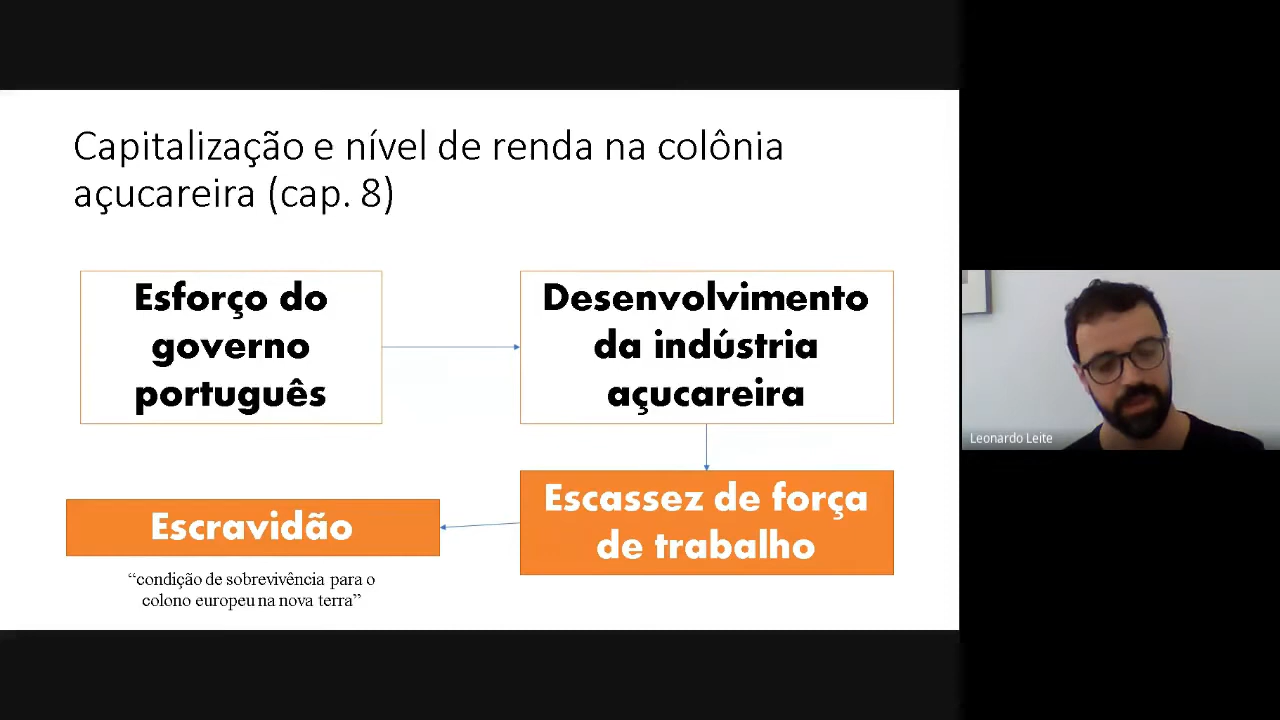 Capitalização e nível de renda na colônia
açucareira (cap. 8)
Esforço do
governo
português
Desenvolvimento
da indústria
açucareira
Escassez de força
de trabalho
Escravidão
“condição de sobrevivência para o
colono europeu na nova terra”
Leonardo Leite